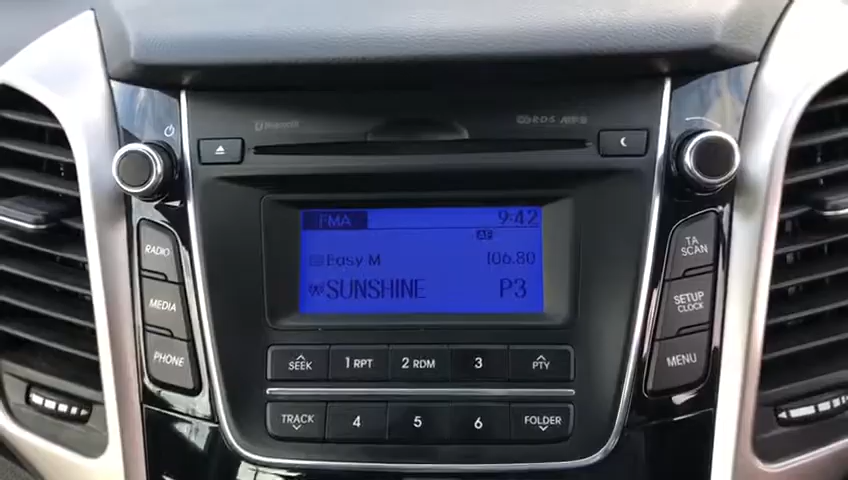 Bluetooth
RDS MP3
FMA 9:42
AF
Easy M 106.80
SUNSHINE P3
RADIO
MEDIA
PHONE
TA
SCAN
SETUP
CLOCK
MENU
SEEK 1 RPT 2 RDM 3 PTY
TRACK 4 5 6 FOLDER